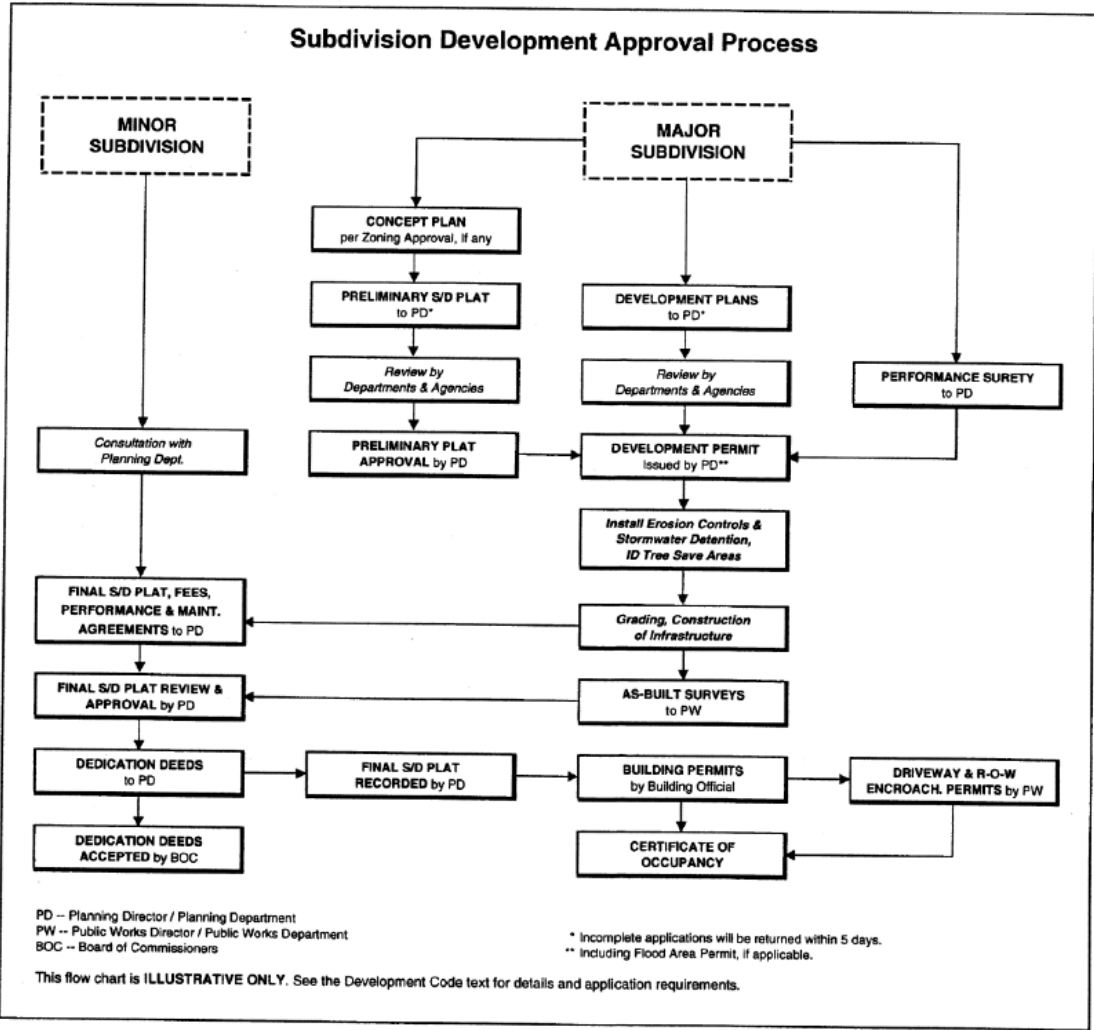 Subdivision Development Approval Process
MINOR
SUBDIVISION
MAJOR
SUBDIVISION
CONCEPT PLAN
per Zoning Approval, if any
PRELIMINARY S/D PLAT
to PD*
DEVELOPMENT PLANS
to PD*
Review by
Departments & Agencies
Review by
Departments & Agencies
PERFORMANCE SURETY
to PD
Consultation with
Planning Dept.
PRELIMINARY PLAT
APPROVAL by PD
DEVELOPMENT PERMIT
Issued by PD**
Install Erosion Controls &
Stormwater Detention,
ID Tree Save Areas
FINAL S/D PLAT, FEES,
PERFORMANCE & MAINT.
AGREEMENTS to PD
Grading, Construction
of Infrastructure
FINAL S/D PLAT REVIEW &
APPROVAL by PD
AS-BUILT SURVEYS
to PW
DEDICATION DEEDS
to PD
FINAL S/D PLAT
RECORDED by PD
BUILDING PERMITS
by Building Official
DRIVEWAY & R-O-W
ENCROACH. PERMITS by PW
DEDICATION DEEDS
ACCEPTED by BOC
CERTIFICATE OF
OCCUPANCY
PD -- Planning Director / Planning Department
PW -- Public Works Director / Public Works Department
BOC -- Board of Commissioners
* Incomplete applications will be returned within 5 days.
** Including Flood Area Permit, if applicable.
This flow chart is ILLUSTRATIVE ONLY. See the Development Code text for details and application requirements.